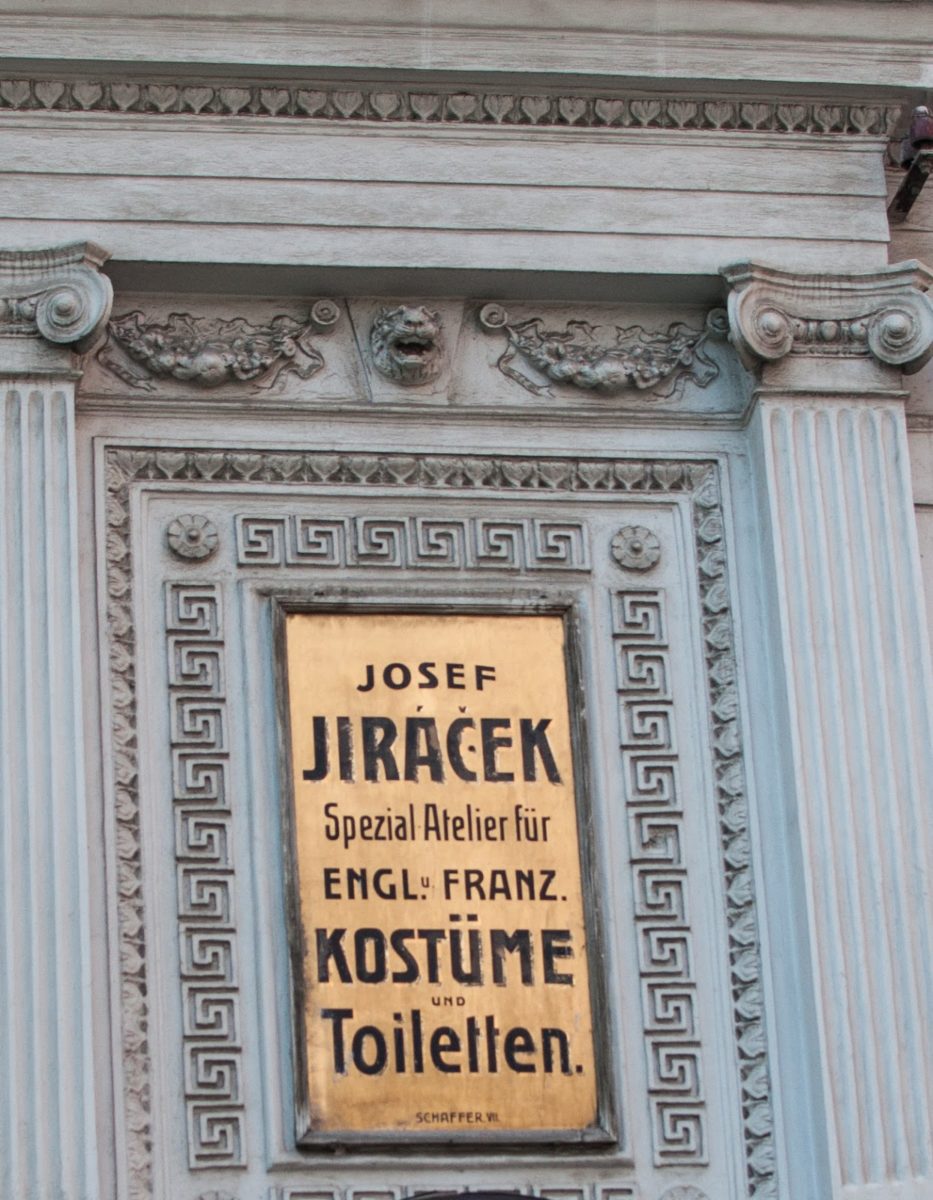 JOSEF
JIRÁČEK
Spezial-Atelier für
ENGL. u. FRANZ.
KOSTÜME
UND
Toiletten.
SCHAFFER. VII.